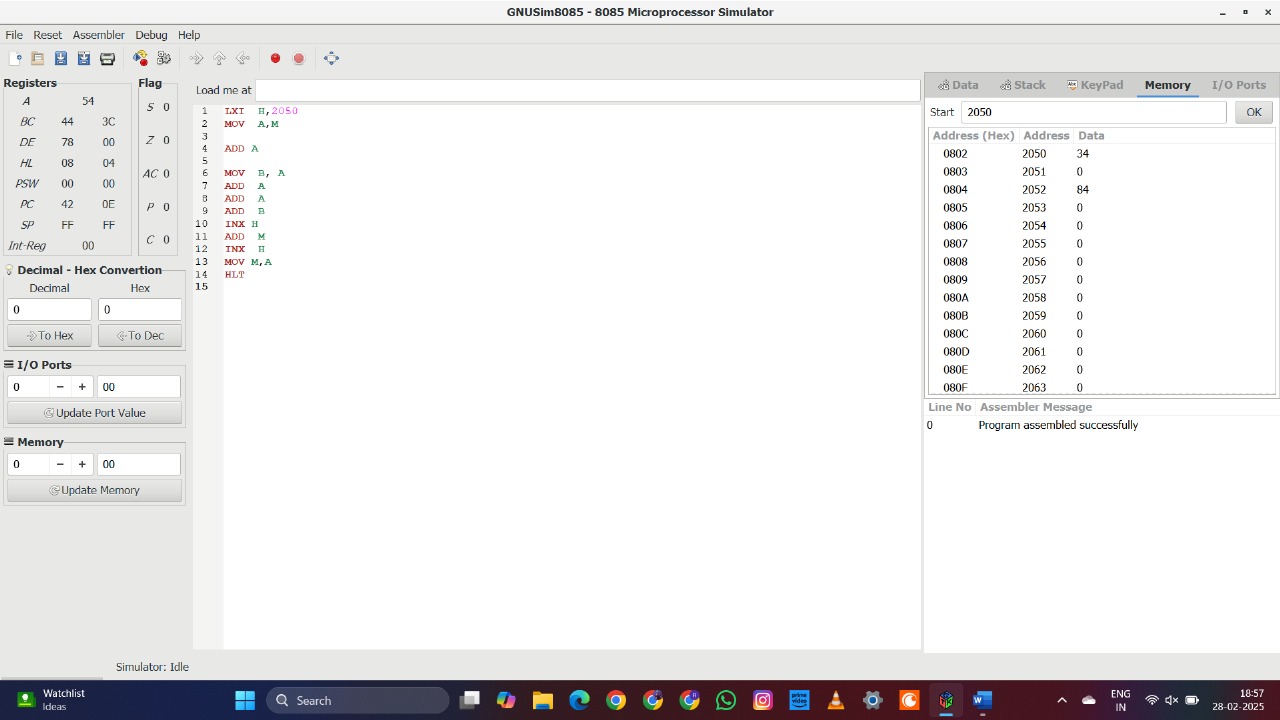 GNUSim8085 - 8085 Microprocessor Simulator
File Reset Assembler Debug Help
Registers
A 54
BC 44 3C
DE 78 00
HL 08 04
PSW 00 00
PC 42 0E
SP FF FF
Int-Reg 00
Flag
S 0
Z 0
AC 0
P 0
C 0
Decimal - Hex Convertion
Decimal Hex
0 0
To Hex To Dec
I/O Ports
0 - + 00
Update Port Value
Memory
0 - + 00
Update Memory
Load me at
1 LXI H,2050
2 MOV A,M
3
4 ADD A
5
6 MOV B, A
7 ADD A
8 ADD A
9 ADD B
10 INX H
11 ADD M
12 INX H
13 MOV M,A
14 HLT
15
Data Stack Abc KeyPad Memory I/O Ports
Start 2050 OK
Address (Hex) Address Data
0802 2050 34
0803 2051 0
0804 2052 84
0805 2053 0
0806 2054 0
0807 2055 0
0808 2056 0
0809 2057 0
080A 2058 0
080B 2059 0
080C 2060 0
080D 2061 0
080E 2062 0
080F 2063 0
Line No Assembler Message
0 Program assembled successfully
Simulator: Idle
Watchlist
Ideas
Search
prime video
ENG
IN
18:57
28-02-2025